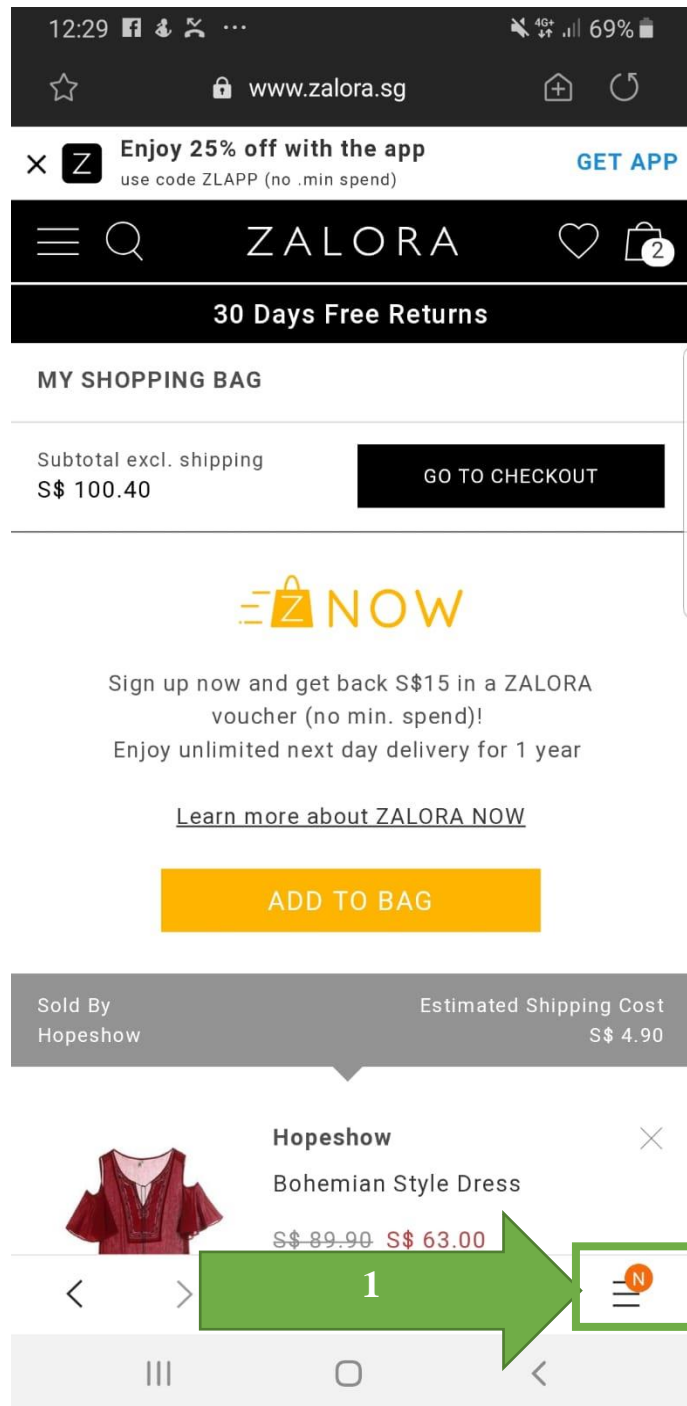 12:29 ··· 4G+ 69%
www.zalora.sg
Enjoy 25% off with the app
use code ZLAPP (no .min spend)
GET APP
Z
ZALORA
2
30 Days Free Returns
MY SHOPPING BAG
Subtotal excl. shipping
S$ 100.40
GO TO CHECKOUT
Z NOW
Sign up now and get back S$15 in a ZALORA
voucher (no min. spend)!
Enjoy unlimited next day delivery for 1 year
Learn more about ZALORA NOW
ADD TO BAG
Sold By
Hopeshow
Estimated Shipping Cost
S$ 4.90
Hopeshow
Bohemian Style Dress
S$ 89.90 S$ 63.00
1
N